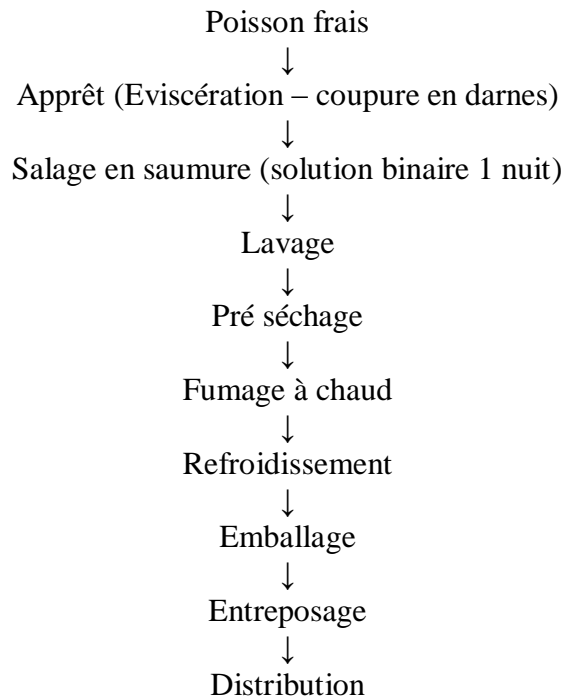 Poisson frais
↓
Apprêt (Eviscération – coupure en darnes)
↓
Salage en saumure (solution binaire 1 nuit)
↓
Lavage
↓
Pré séchage
↓
Fumage à chaud
↓
Refroidissement
↓
Emballage
↓
Entreposage
↓
Distribution